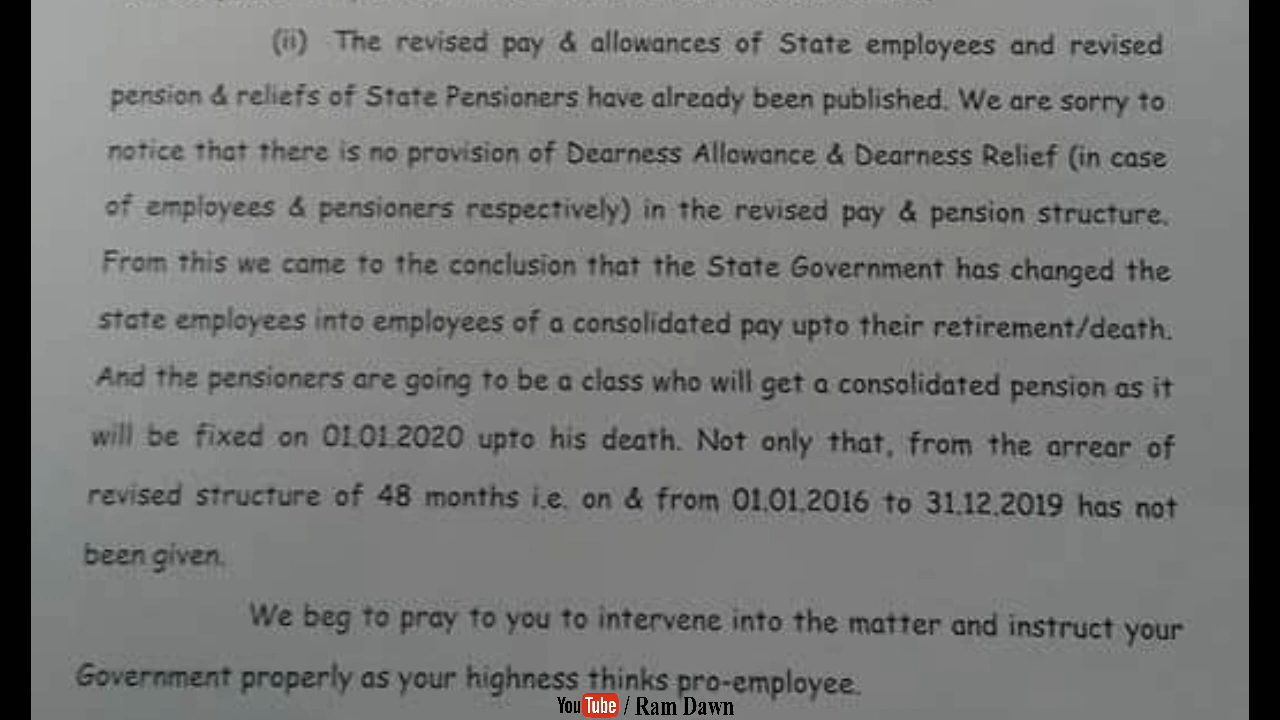 (ii) The revised pay & allowances of State employees and revised
pension & reliefs of State Pensioners have already been published. We are sorry to
notice that there is no provision of Dearness Allowance & Dearness Relief (in case
of employees & pensioners respectively) in the revised pay & pension structure.
From this we came to the conclusion that the State Government has changed the
state employees into employees of a consolidated pay upto their retirement/death.
And the pensioners are going to be a class who will get a consolidated pension as it
will be fixed on 01.01.2020 upto his death. Not only that, from the arrear of
revised structure of 48 months i.e. on & from 01.01.2016 to 31.12.2019 has not
been given.
We beg to pray to you to intervene into the matter and instruct your
Government properly as your highness thinks pro-employee.
YouTube / Ram Dawn